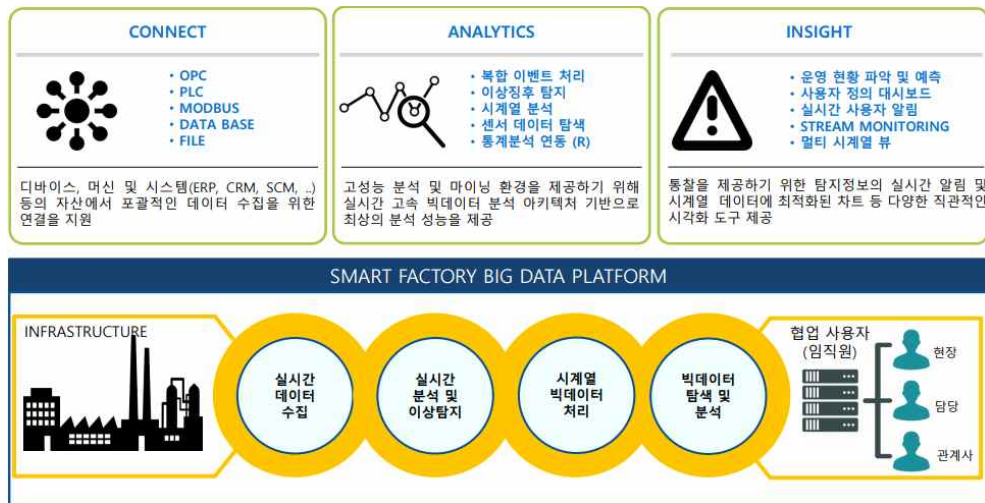 CONNECT
• OPC
• PLC
• MODBUS
• DATA BASE
• FILE
디바이스, 머신 및 시스템(ERP, CRM, SCM, ..)
등의 자산에서 포괄적인 데이터 수집을 위한
연결을 지원
ANALYTICS
• 복합 이벤트 처리
• 이상징후 탐지
• 시계열 분석
• 센서 데이터 탐색
• 통계분석 연동 (R)
고성능 분석 및 마이닝 환경을 제공하기 위해
실시간 고속 빅데이터 분석 아키텍처 기반으로
최상의 분석 성능을 제공
INSIGHT
• 운영 현황 파악 및 예측
• 사용자 정의 대시보드
• 실시간 사용자 알림
• STREAM MONITORING
• 멀티 시계열 뷰
통찰을 제공하기 위한 탐지정보의 실시간 알림 및
시계열 데이터에 최적화된 차트 등 다양한 직관적인
시각화 도구 제공
SMART FACTORY BIG DATA PLATFORM
INFRASTRUCTURE
실시간
데이터
수집
실시간
분석 및
이상탐지
시계열
빅데이터
처리
빅데이터
탐색 및
분석
협업 사용자
(임직원)
현장
담당
관계사